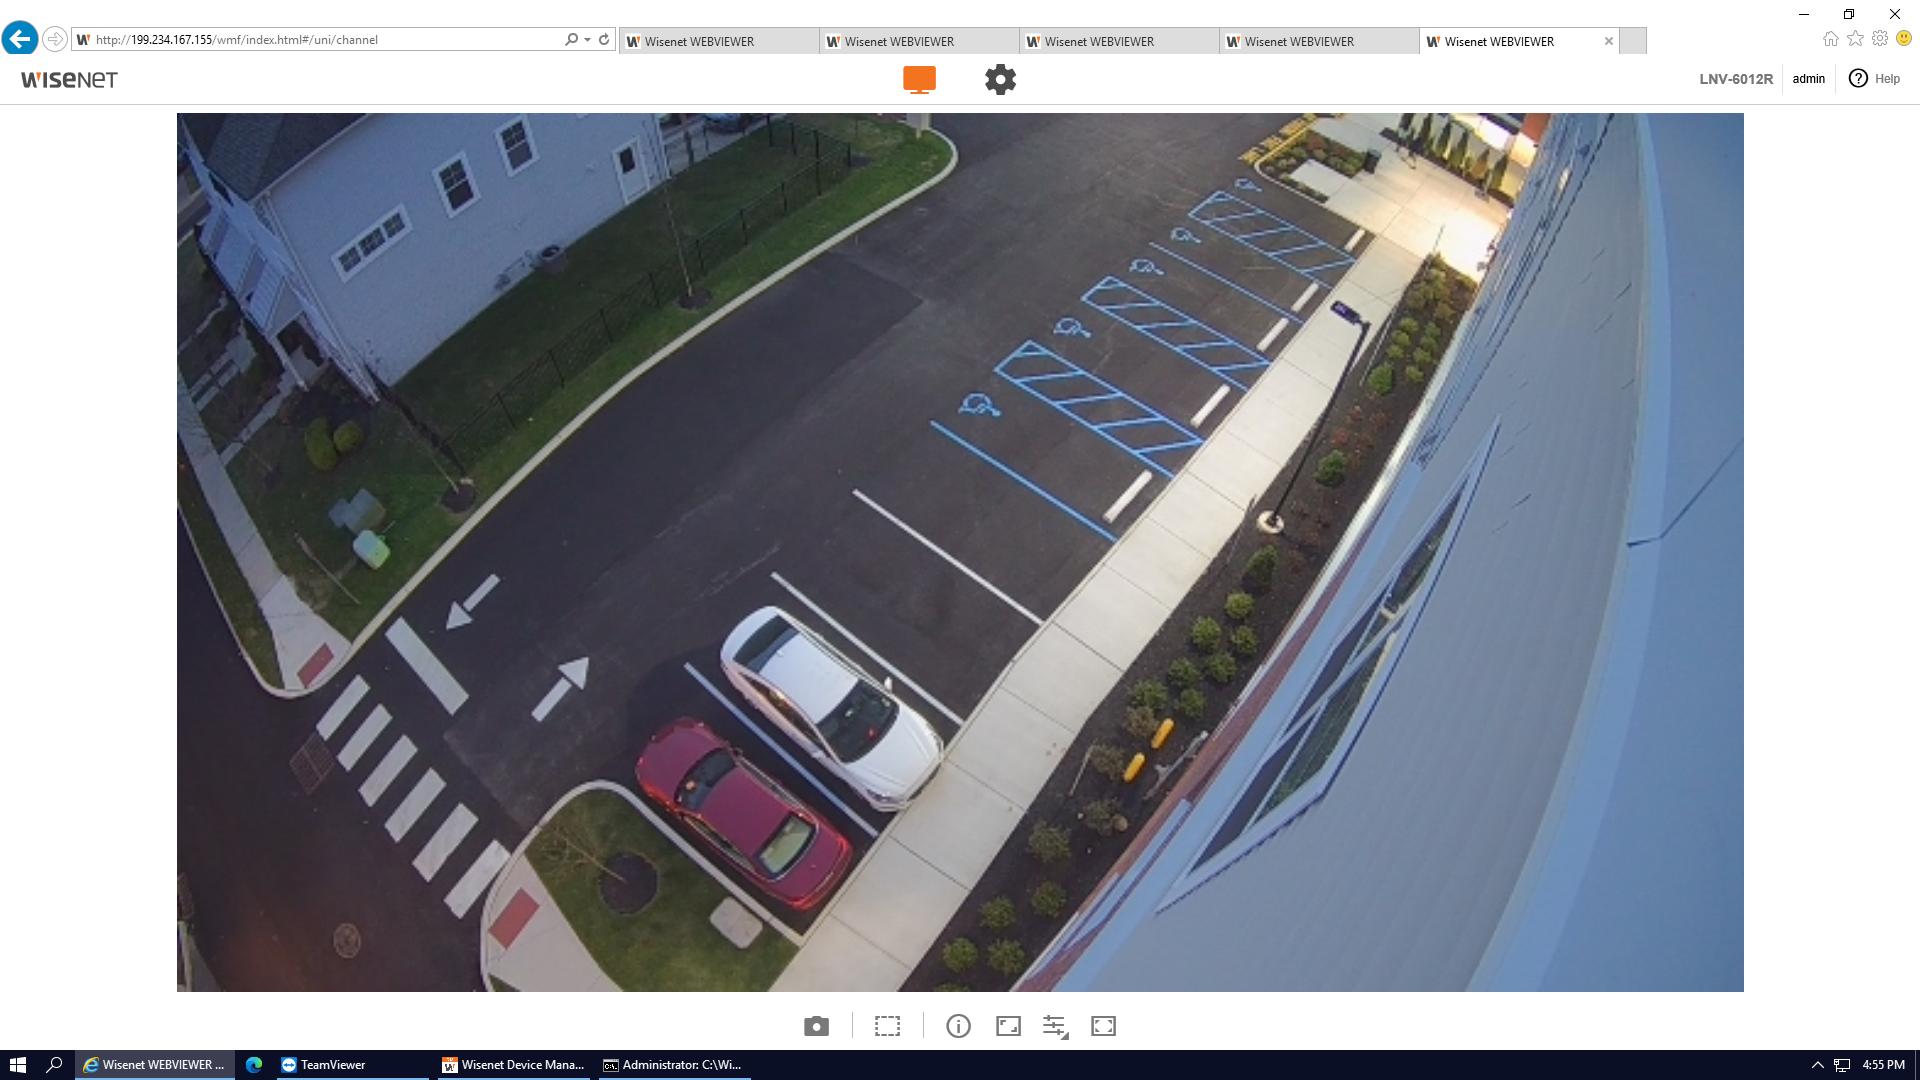 http://199.234.167.155/wmf/index.html#/uni/channel
Wisenet WEBVIEWER
Wisenet WEBVIEWER
Wisenet WEBVIEWER
Wisenet WEBVIEWER
Wisenet WEBVIEWER
WISENET
LNV-6012R
admin
Help
Wisenet WEBVIEWER ...
TeamViewer
Wisenet Device Mana...
Administrator: C:\Wi...
4:55 PM